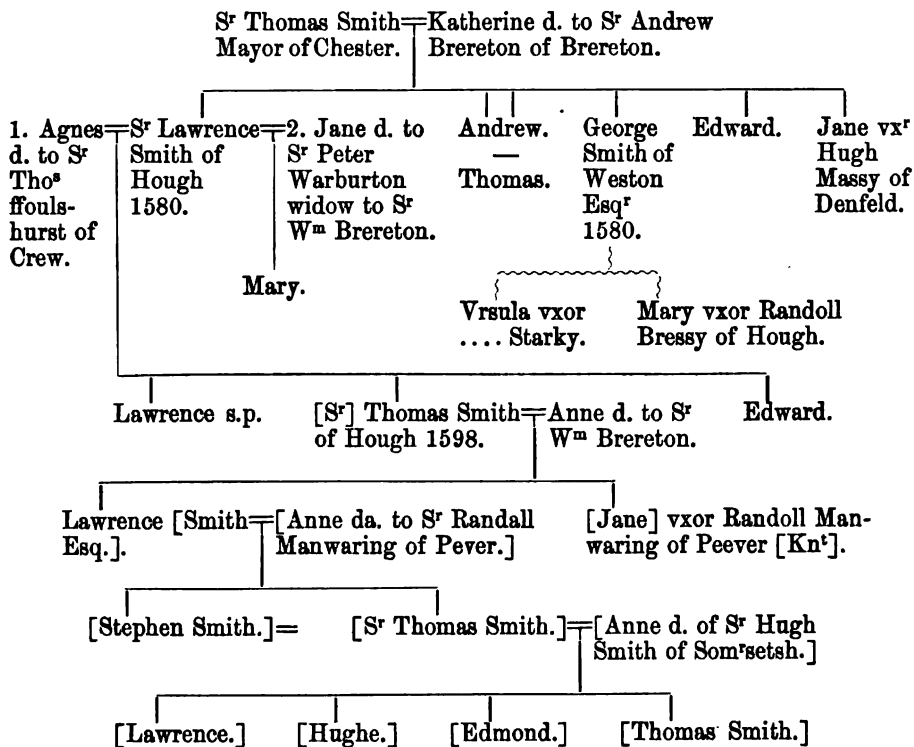 Sʳ Thomas Smith=Katherine d. to Sʳ Andrew
Mayor of Chester. Brereton of Brereton.
1. Agnes=Sʳ Lawrence=2. Jane d. to
d. to Sʳ Smith of Sʳ Peter
Thoˢ Hough Warburton
ffouls- 1580. widow to Sʳ
hurst of Wᵐ Brereton.
Crew.
Andrew.
—
Thomas.
George
Smith of
Weston
Esqʳ
1580.
Edward.
Jane vxʳ
Hugh
Massy of
Denfeld.
Mary.
Vrsula vxor
.... Starky.
Mary vxor Randoll
Bressy of Hough.
Lawrence s.p.
[Sʳ] Thomas Smith=Anne d. to Sʳ
of Hough 1598. Wᵐ Brereton.
Edward.
Lawrence [Smith=[Anne da. to Sʳ Randall
Esq.]. Manwaring of Pever.]
[Jane] vxor Randoll Man-
waring of Peever [Knᵗ].
[Stephen Smith.]=
[Sʳ Thomas Smith.]=[Anne d. of Sʳ Hugh
Smith of Somʳsetsh.]
[Lawrence.] [Hughe.] [Edmond.] [Thomas Smith.]